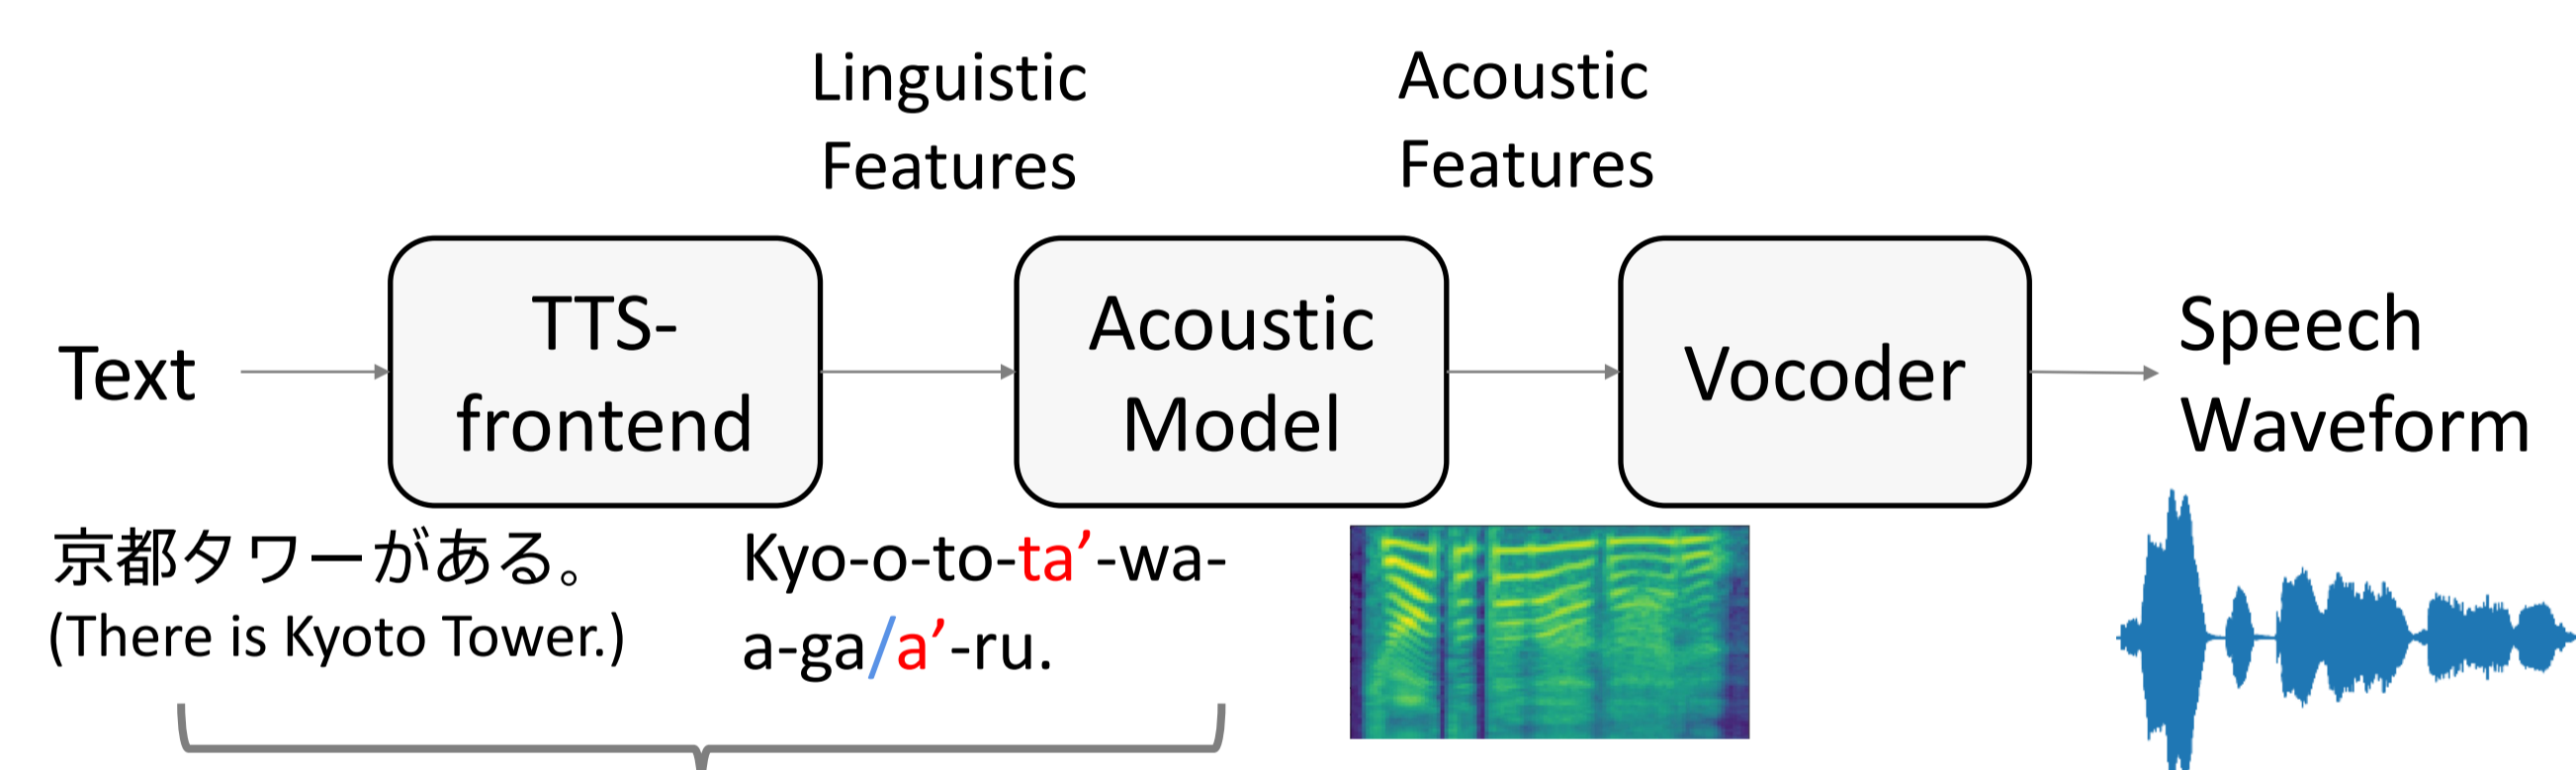 Linguistic
Features
Acoustic
Features
Text
TTS-
frontend
Acoustic
Model
Vocoder
Speech
Waveform
京都タワーがある。
(There is Kyoto Tower.)
Kyo-o-to-ta’-wa-
a-ga/a’-ru.